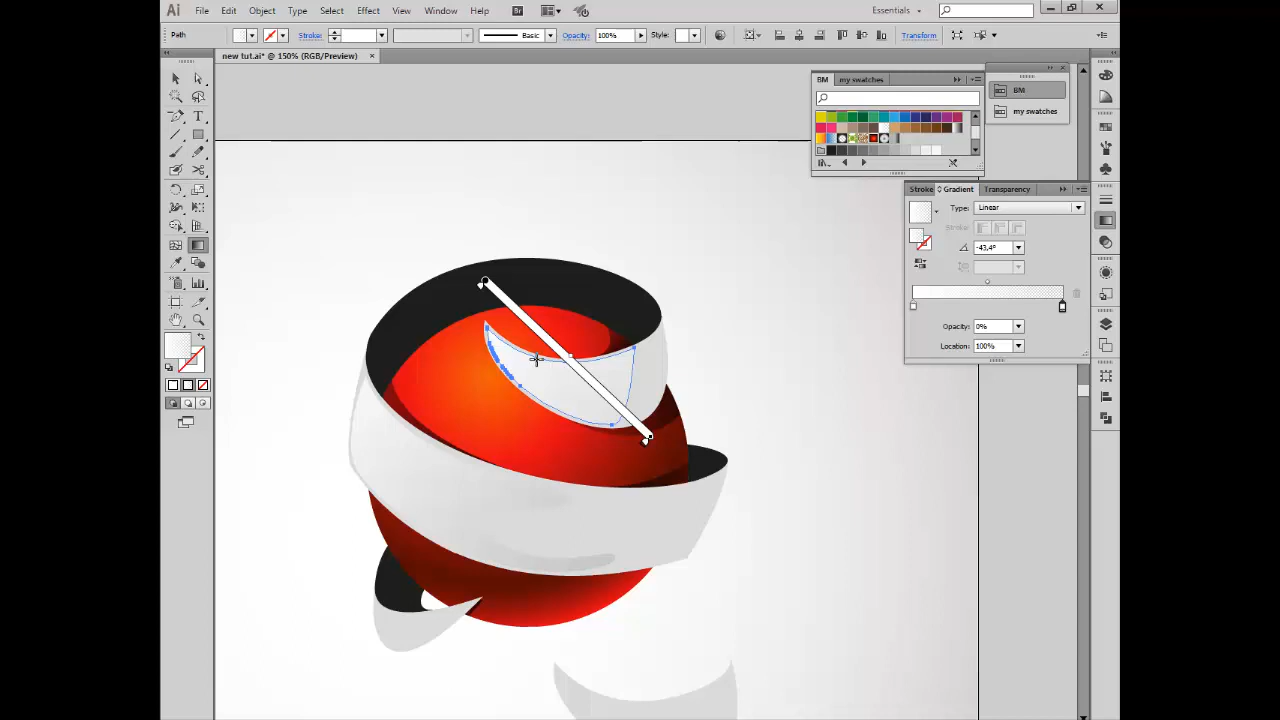 Ai File Edit Object Type Select Effect View Window Help Br Essentials
Path Stroke: Basic Opacity: 100% Style: Transform
new tut.ai* @ 150% (RGB/Preview) ×
BM my swatches
BM
my swatches
Stroke Gradient Transparency
Type: Linear
Stroke:
-43,4°
Opacity: 0%
Location: 100%